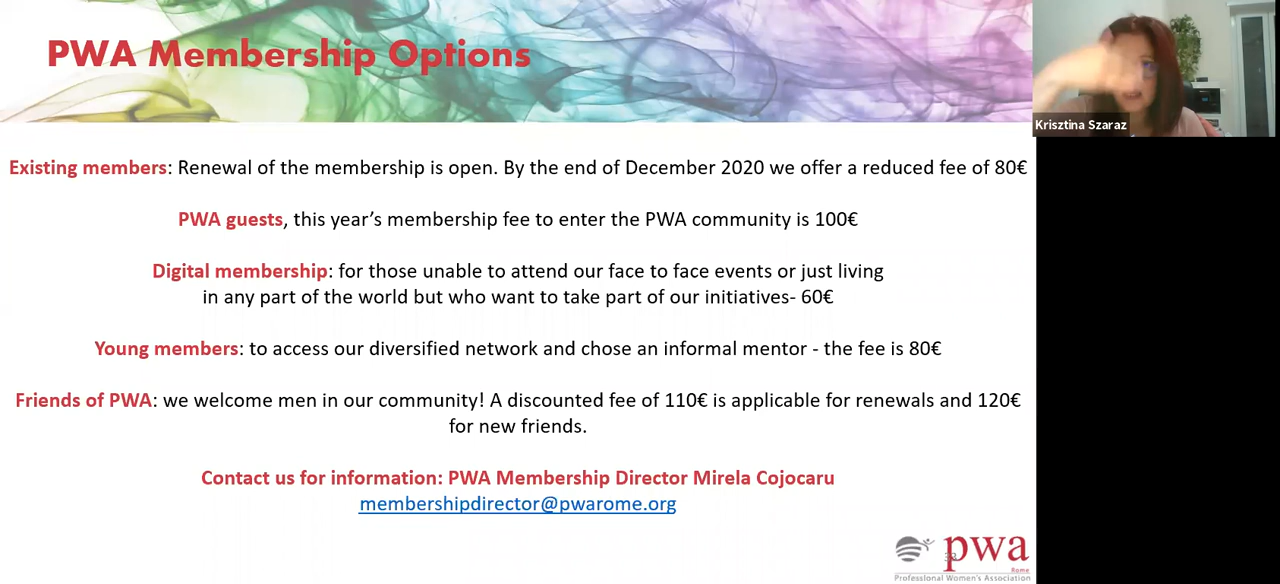 PWA Membership Options
Krisztina Szaraz
Existing members: Renewal of the membership is open. By the end of December 2020 we offer a reduced fee of 80€
PWA guests, this year's membership fee to enter the PWA community is 100€
Digital membership: for those unable to attend our face to face events or just living
in any part of the world but who want to take part of our initiatives- 60€
Young members: to access our diversified network and chose an informal mentor - the fee is 80€
Friends of PWA: we welcome men in our community! A discounted fee of 110€ is applicable for renewals and 120€
for new friends.
Contact us for information: PWA Membership Director Mirela Cojocaru
membershipdirector@pwarome.org
pwa
Rome
Professional Women's Association